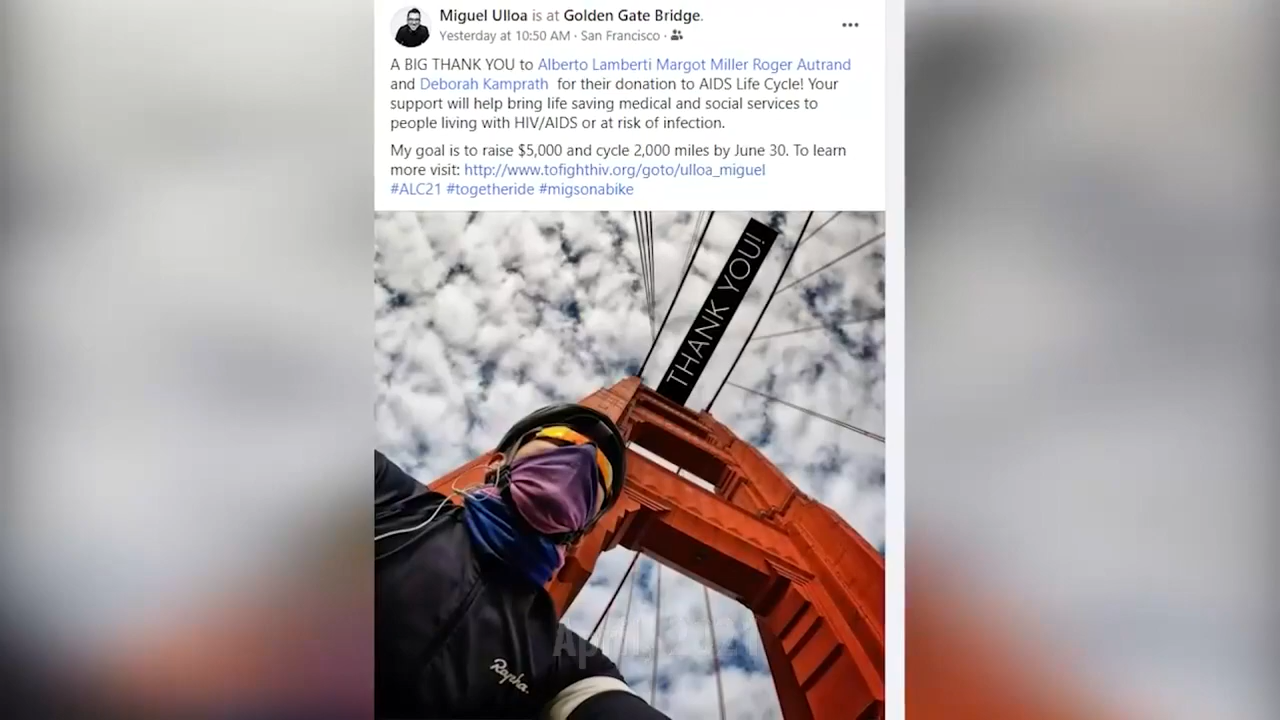 Miguel Ulloa is at Golden Gate Bridge.
Yesterday at 10:50 AM · San Francisco ·
A BIG THANK YOU to Alberto Lamberti Margot Miller Roger Autrand
and Deborah Kamprath for their donation to AIDS Life Cycle! Your
support will help bring life saving medical and social services to
people living with HIV/AIDS or at risk of infection.
My goal is to raise $5,000 and cycle 2,000 miles by June 30. To learn
more visit: http://www.tofighthiv.org/goto/ulloa_miguel
#ALC21 #togetheride #migsonabike
THANK YOU!
April, 2021
Rapha.